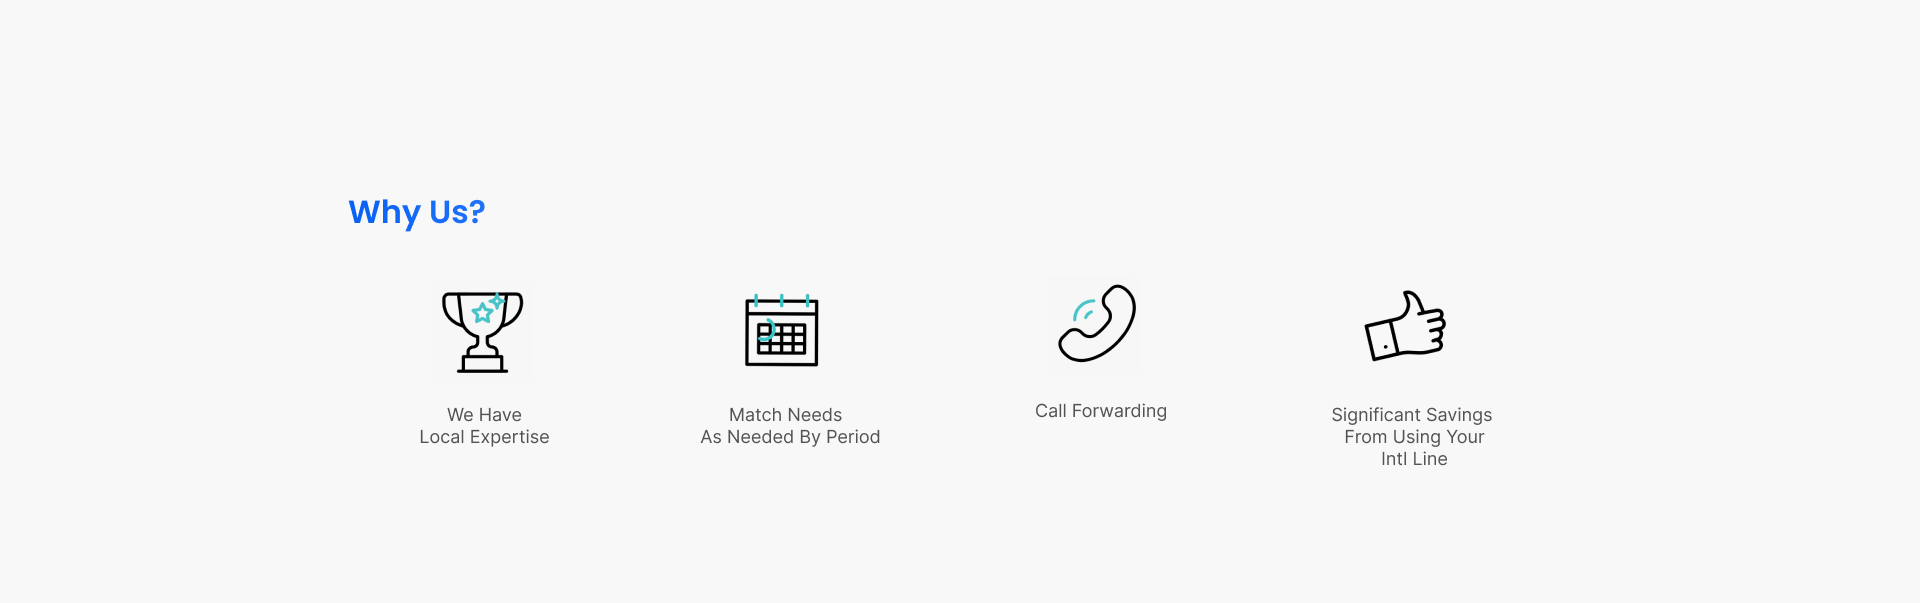 Why Us?
We Have
Local Expertise
Match Needs
As Needed By Period
Call Forwarding
Significant Savings
From Using Your
Intl Line